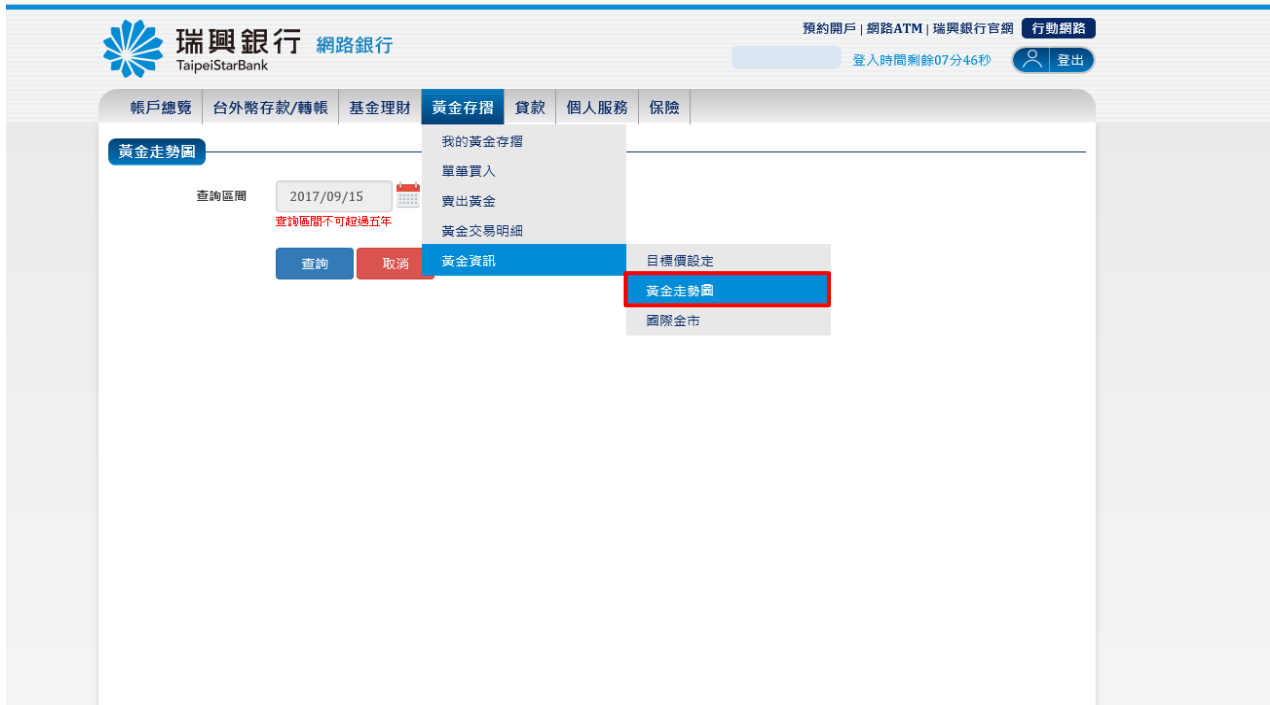 預約開戶 | 網路ATM | 瑞興銀行官網 行動網路
瑞興銀行 網路銀行
TaipeiStarBank
登入時間剩餘07分46秒 登出
帳戶總覽 台外幣存款/轉帳 基金理財 黃金存摺 貸款 個人服務 保險
黃金走勢圖
我的黃金存摺
單筆買入
賣出黃金
黃金交易明細
黃金資訊
目標價設定
黃金走勢圖
國際金市
查詢區間 2017/09/15
查詢區間不可超過五年
查詢 取消